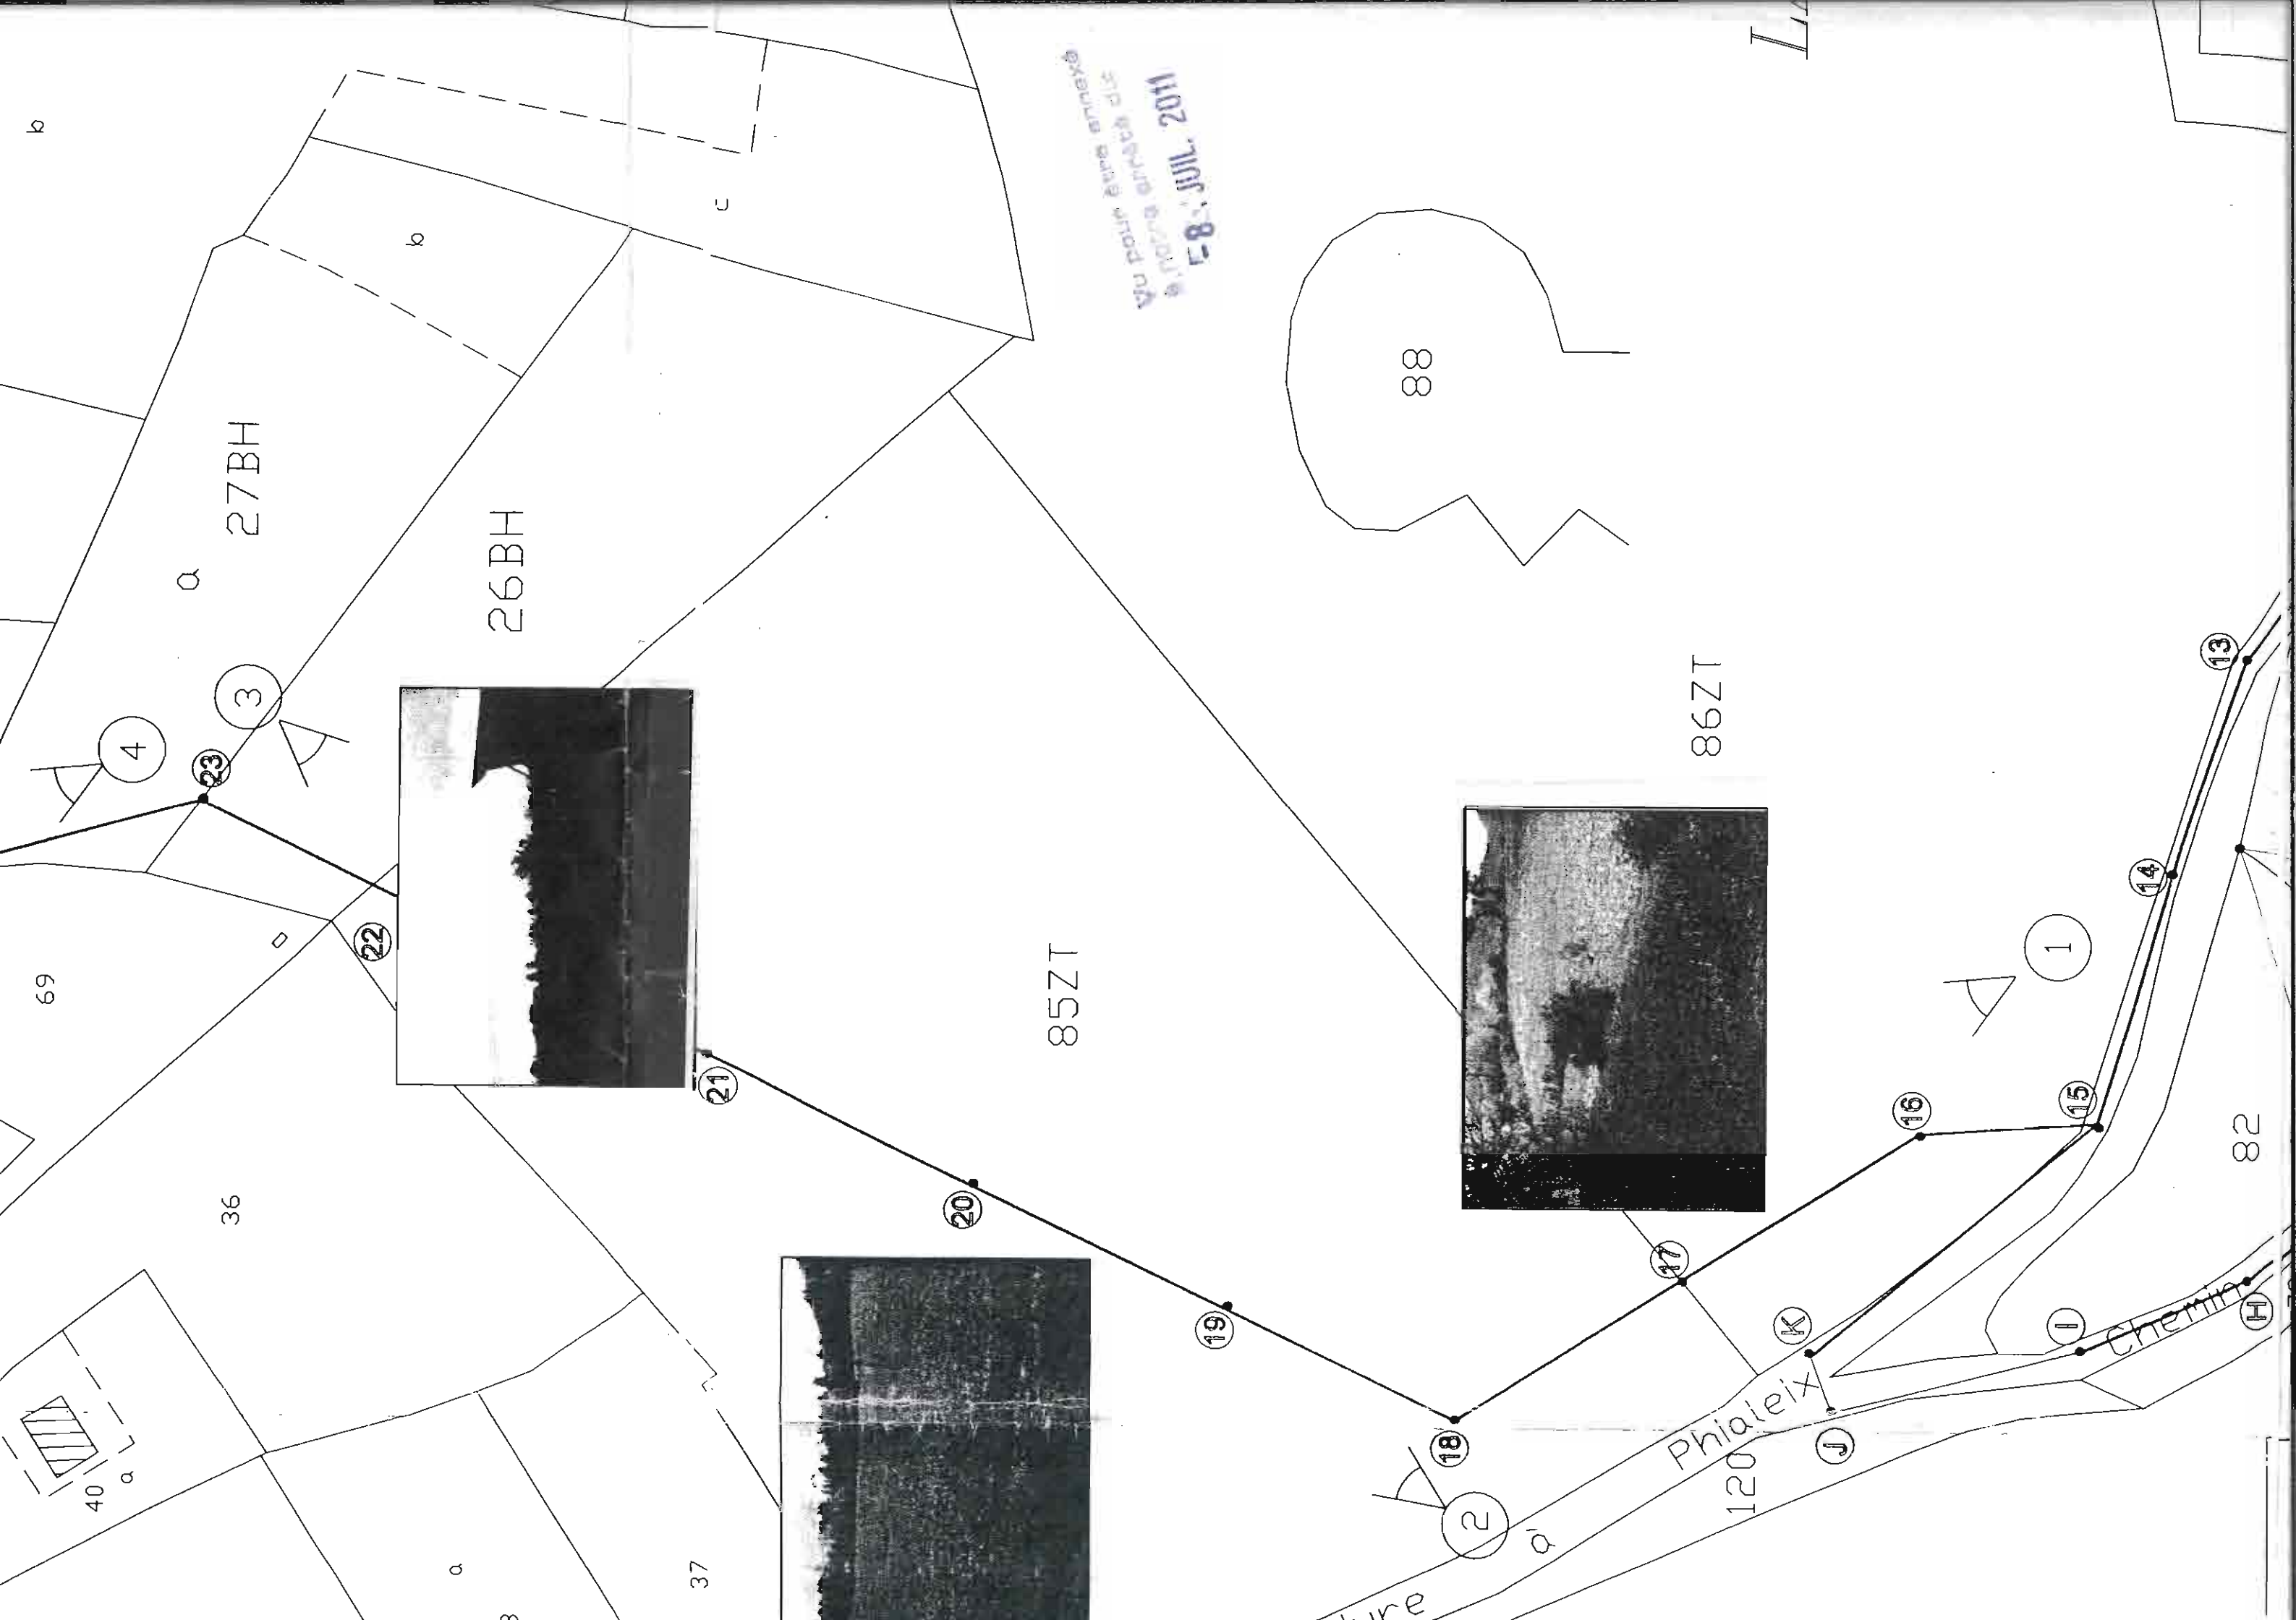 b
c
b
27BH
a
26BH
Vu pour être annexé
à notre arrêté du
-8. JUIL. 2011
88
4
3
23
22
69
36
40
a
a
37
21
20
85ZT
19
18
2
à
86ZT
17
16
15
14
13
1
K
J
I
H
Chemin
Phialeix
120
82